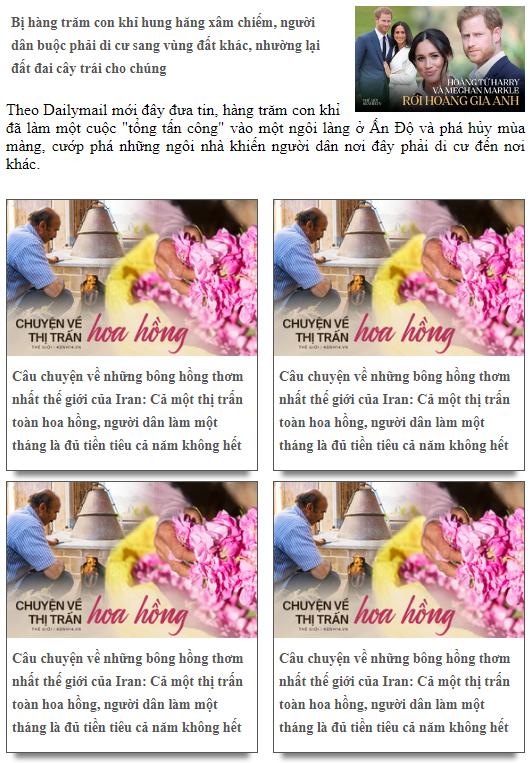 Bị hàng trăm con khỉ hung hăng xâm chiếm, người
dân buộc phải di cư sang vùng đất khác, nhường lại
đất đai cây trái cho chúng
HOÀNG TỬ HARRY
VÀ MEGHAN MARKLE
RỜI HOÀNG GIA ANH
Theo Dailymail mới đây đưa tin, hàng trăm con khỉ
đã làm một cuộc "tổng tấn công" vào một ngôi làng ở Ấn Độ và phá hủy mùa
màng, cướp phá những ngôi nhà khiến người dân nơi đây phải di cư đến nơi
khác.
CHUYỆN VỀ
THỊ TRẤN
hoa hồng
THẾ GIỚI | KENH14.VN
Câu chuyện về những bông hồng thơm
nhất thế giới của Iran: Cả một thị trấn
toàn hoa hồng, người dân làm một
tháng là đủ tiền tiêu cả năm không hết
CHUYỆN VỀ
THỊ TRẤN
hoa hồng
THẾ GIỚI | KENH14.VN
Câu chuyện về những bông hồng thơm
nhất thế giới của Iran: Cả một thị trấn
toàn hoa hồng, người dân làm một
tháng là đủ tiền tiêu cả năm không hết
CHUYỆN VỀ
THỊ TRẤN
hoa hồng
THẾ GIỚI | KENH14.VN
Câu chuyện về những bông hồng thơm
nhất thế giới của Iran: Cả một thị trấn
toàn hoa hồng, người dân làm một
tháng là đủ tiền tiêu cả năm không hết
CHUYỆN VỀ
THỊ TRẤN
hoa hồng
THẾ GIỚI | KENH14.VN
Câu chuyện về những bông hồng thơm
nhất thế giới của Iran: Cả một thị trấn
toàn hoa hồng, người dân làm một
tháng là đủ tiền tiêu cả năm không hết